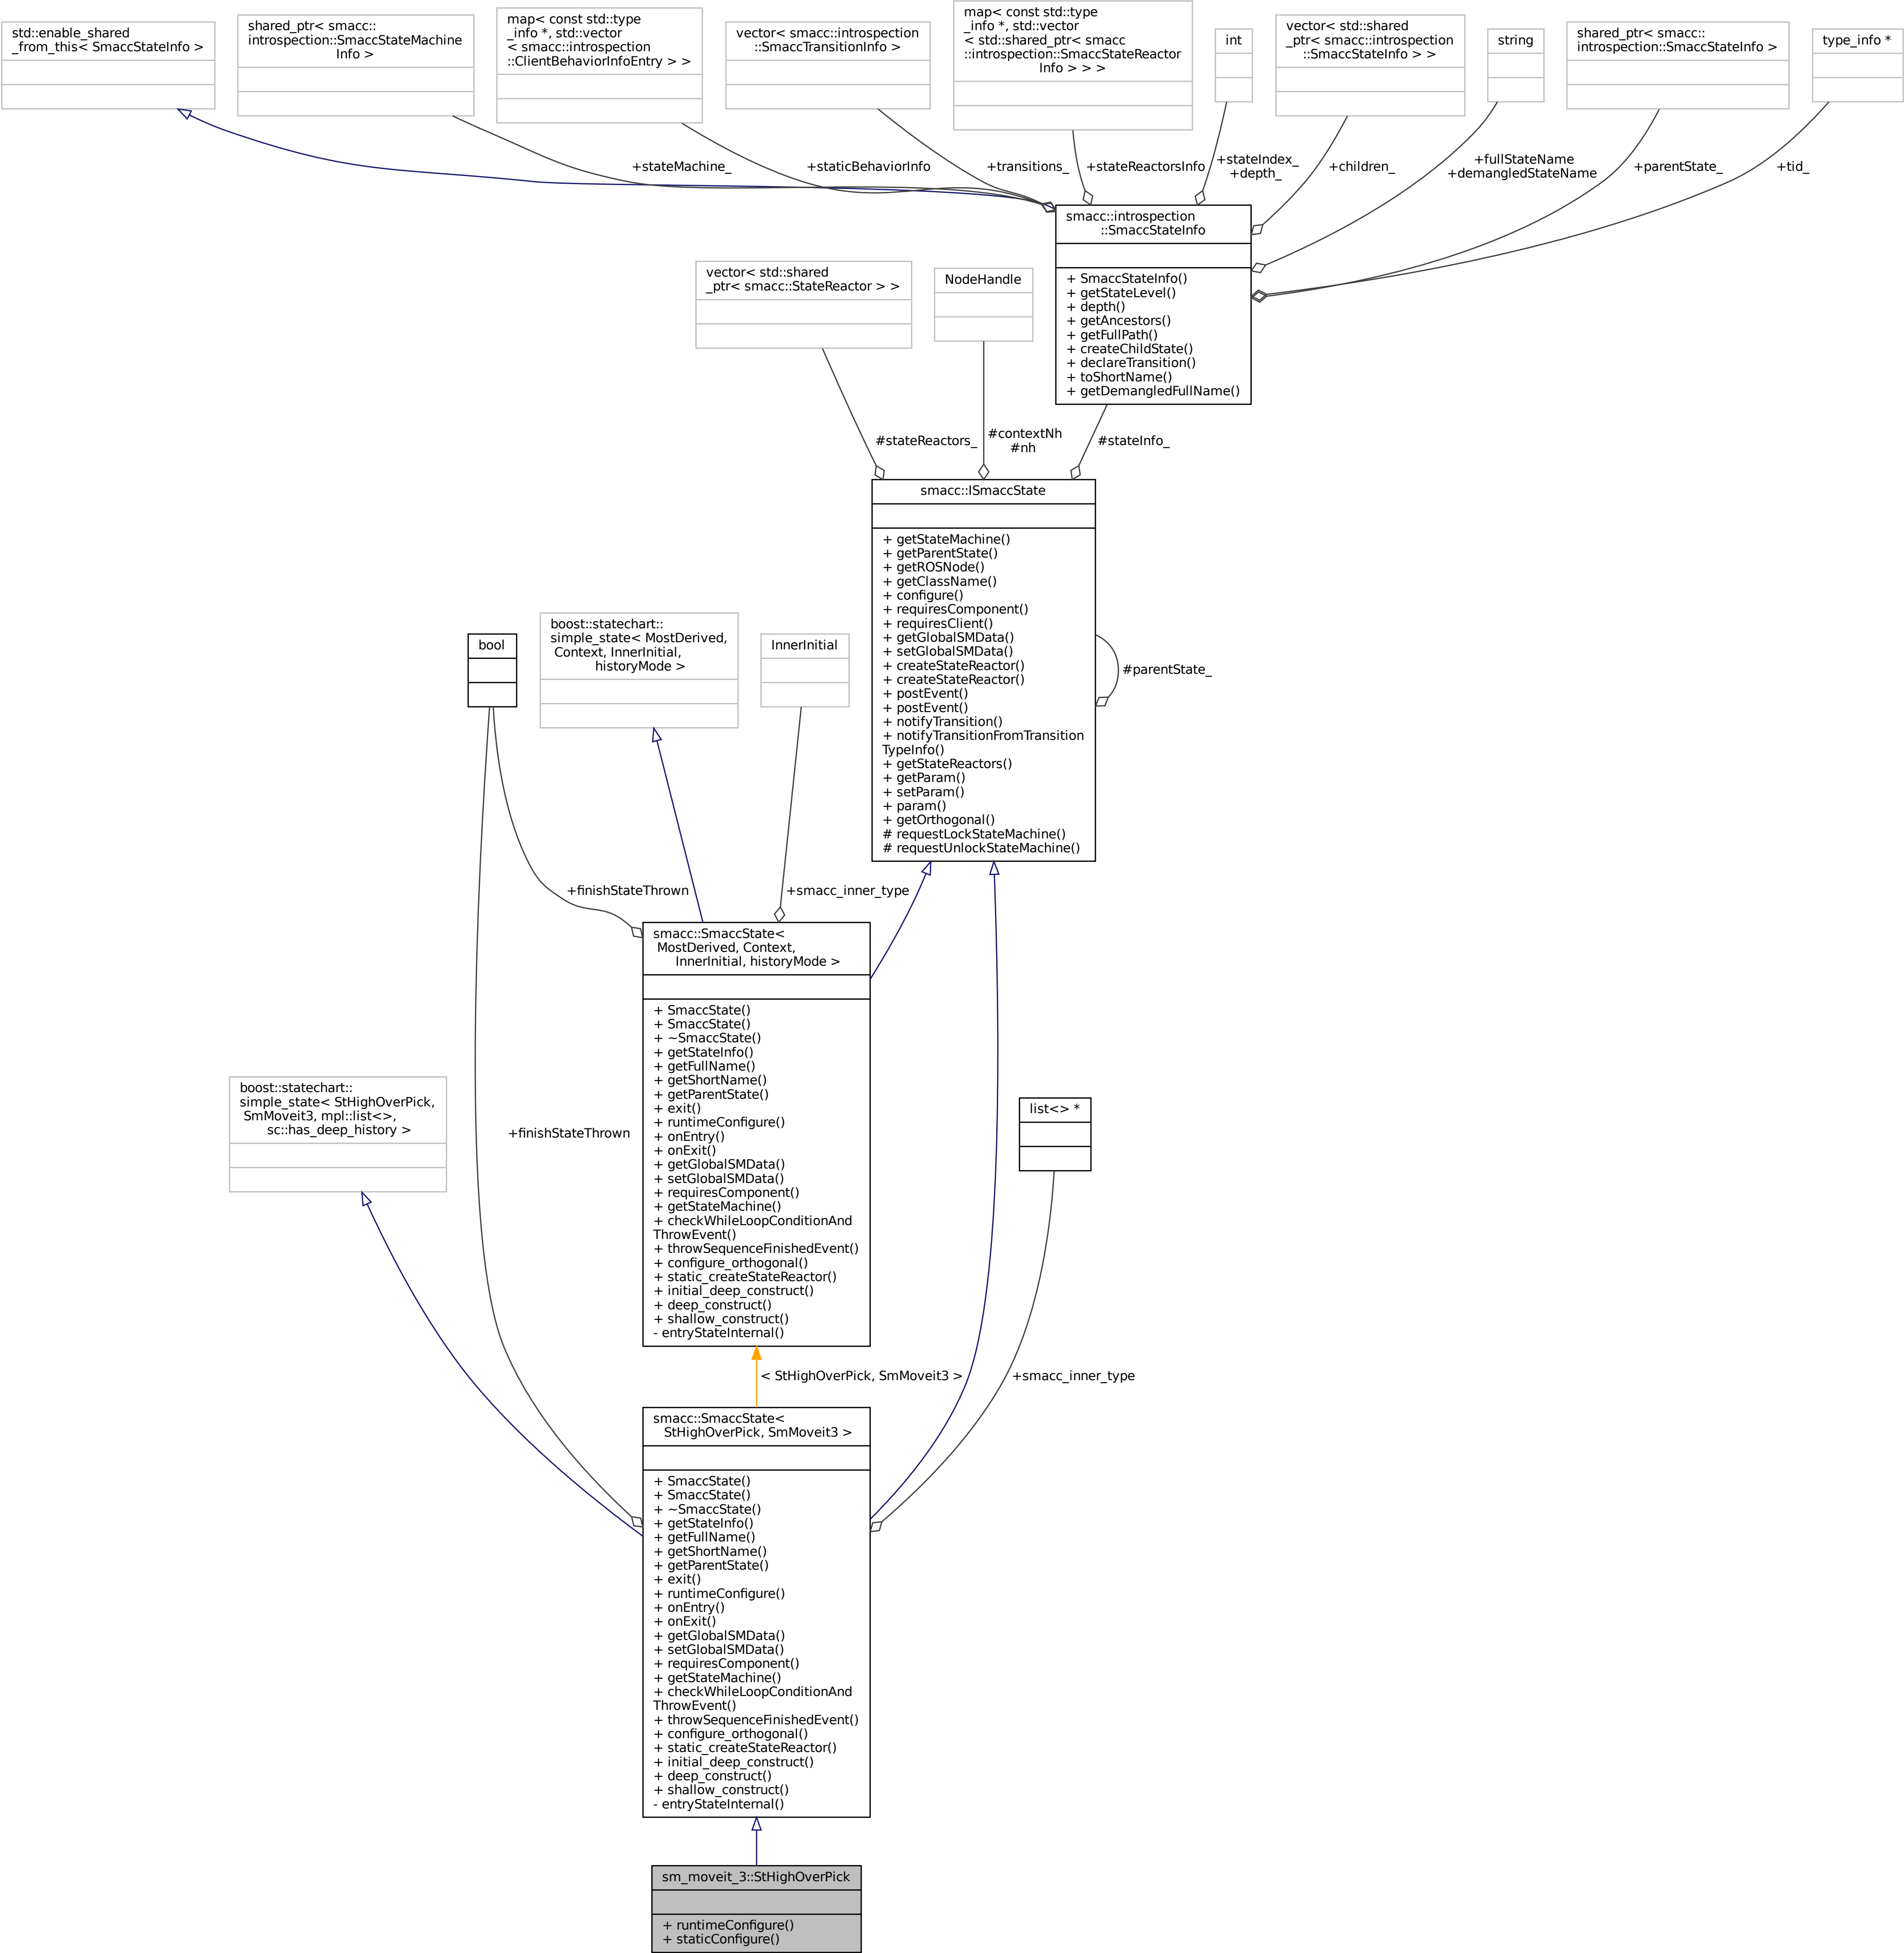 std::enable_shared
_from_this< SmaccStateInfo >
shared_ptr< smacc::
introspection::SmaccStateMachine
Info >
map< const std::type
_info *, std::vector
< smacc::introspection
::ClientBehaviorInfoEntry > >
vector< smacc::introspection
::SmaccTransitionInfo >
map< const std::type
_info *, std::vector
< std::shared_ptr< smacc
::introspection::SmaccStateReactor
Info > > >
int
vector< std::shared
_ptr< smacc::introspection
::SmaccStateInfo > >
string
shared_ptr< smacc::
introspection::SmaccStateInfo >
type_info *
+stateMachine_
+staticBehaviorInfo
+transitions_
+stateReactorsInfo
+stateIndex_
+depth_
+children_
+fullStateName
+demangledStateName
+parentState_
+tid_
smacc::introspection
::SmaccStateInfo
+ SmaccStateInfo()
+ getStateLevel()
+ depth()
+ getAncestors()
+ getFullPath()
+ createChildState()
+ declareTransition()
+ toShortName()
+ getDemangledFullName()
vector< std::shared
_ptr< smacc::StateReactor > >
NodeHandle
#stateReactors_
#contextNh
#nh
#stateInfo_
smacc::ISmaccState
+ getStateMachine()
+ getParentState()
+ getROSNode()
+ getClassName()
+ configure()
+ requiresComponent()
+ requiresClient()
+ getGlobalSMData()
+ setGlobalSMData()
+ createStateReactor()
+ createStateReactor()
+ postEvent()
+ postEvent()
+ notifyTransition()
+ notifyTransitionFromTransition
TypeInfo()
+ getStateReactors()
+ getParam()
+ setParam()
+ param()
+ getOrthogonal()
# requestLockStateMachine()
# requestUnlockStateMachine()
#parentState_
bool
boost::statechart::
simple_state< MostDerived,
Context, InnerInitial,
historyMode >
InnerInitial
+finishStateThrown
+smacc_inner_type
smacc::SmaccState<
MostDerived, Context,
InnerInitial, historyMode >
+ SmaccState()
+ SmaccState()
+ ~SmaccState()
+ getStateInfo()
+ getFullName()
+ getShortName()
+ getParentState()
+ exit()
+ runtimeConfigure()
+ onEntry()
+ onExit()
+ getGlobalSMData()
+ setGlobalSMData()
+ requiresComponent()
+ getStateMachine()
+ checkWhileLoopConditionAnd
ThrowEvent()
+ throwSequenceFinishedEvent()
+ configure_orthogonal()
+ static_createStateReactor()
+ initial_deep_construct()
+ deep_construct()
+ shallow_construct()
- entryStateInternal()
boost::statechart::
simple_state< StHighOverPick,
SmMoveit3, mpl::list<>,
sc::has_deep_history >
+finishStateThrown
list<> *
< StHighOverPick, SmMoveit3 >
+smacc_inner_type
smacc::SmaccState<
StHighOverPick, SmMoveit3 >
+ SmaccState()
+ SmaccState()
+ ~SmaccState()
+ getStateInfo()
+ getFullName()
+ getShortName()
+ getParentState()
+ exit()
+ runtimeConfigure()
+ onEntry()
+ onExit()
+ getGlobalSMData()
+ setGlobalSMData()
+ requiresComponent()
+ getStateMachine()
+ checkWhileLoopConditionAnd
ThrowEvent()
+ throwSequenceFinishedEvent()
+ configure_orthogonal()
+ static_createStateReactor()
+ initial_deep_construct()
+ deep_construct()
+ shallow_construct()
- entryStateInternal()
sm_moveit_3::StHighOverPick
+ runtimeConfigure()
+ staticConfigure()